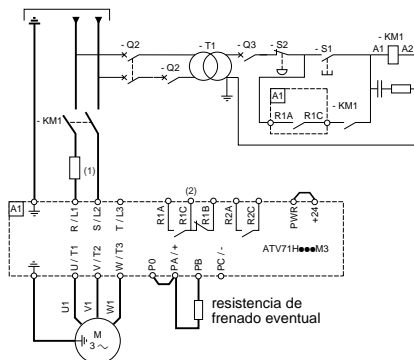 - Q2
- T1
- Q3
- S2
- S1
- KM1
A1
A2
- Q2
A1
R1A
R1C
- KM1
- KM1
(1)
(2)
A1
R / L1
S / L2
T / L3
R1A
R1C
R1B
R2A
R2C
PWR
+24
ATV71H●●●M3
U / T1
V / T2
W / T3
P0
PA / +
PB
PC / -
U1
V1
W1
M
3 ~
resistencia de
frenado eventual